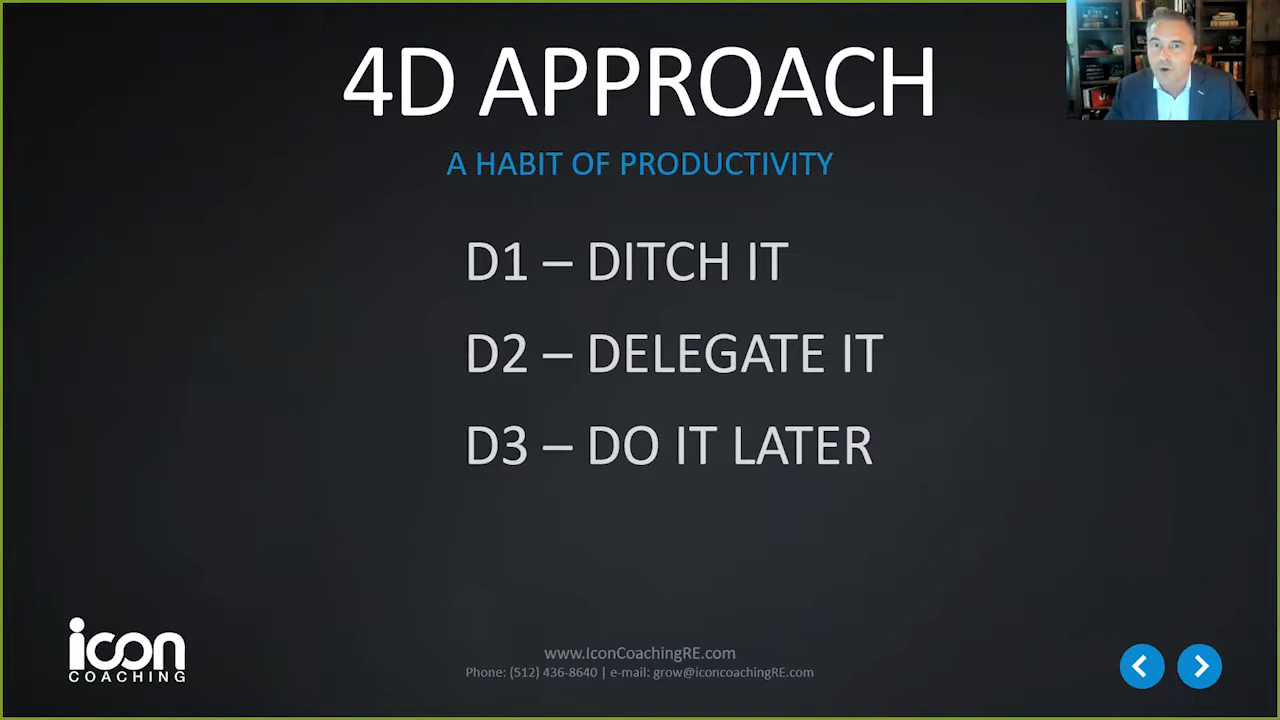 4D APPROACH
A HABIT OF PRODUCTIVITY
D1 – DITCH IT
D2 – DELEGATE IT
D3 – DO IT LATER
icon
COACHING
www.IconCoachingRE.com
Phone: (512) 436-8640 | e-mail: grow@iconcoachingRE.com